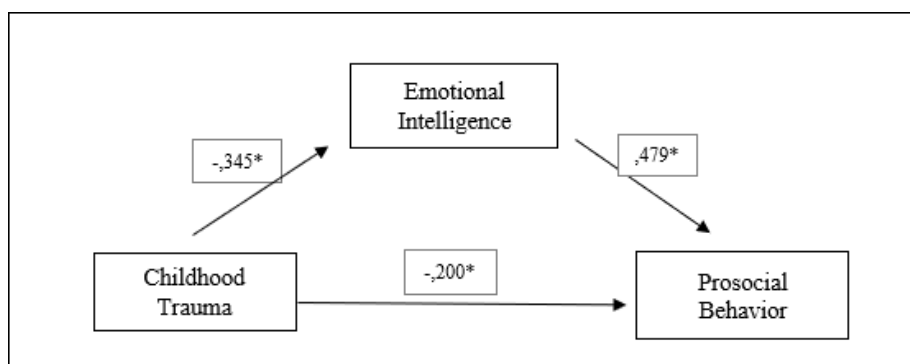 Emotional
Intelligence
-,345*
,479*
-,200*
Childhood
Trauma
Prosocial
Behavior